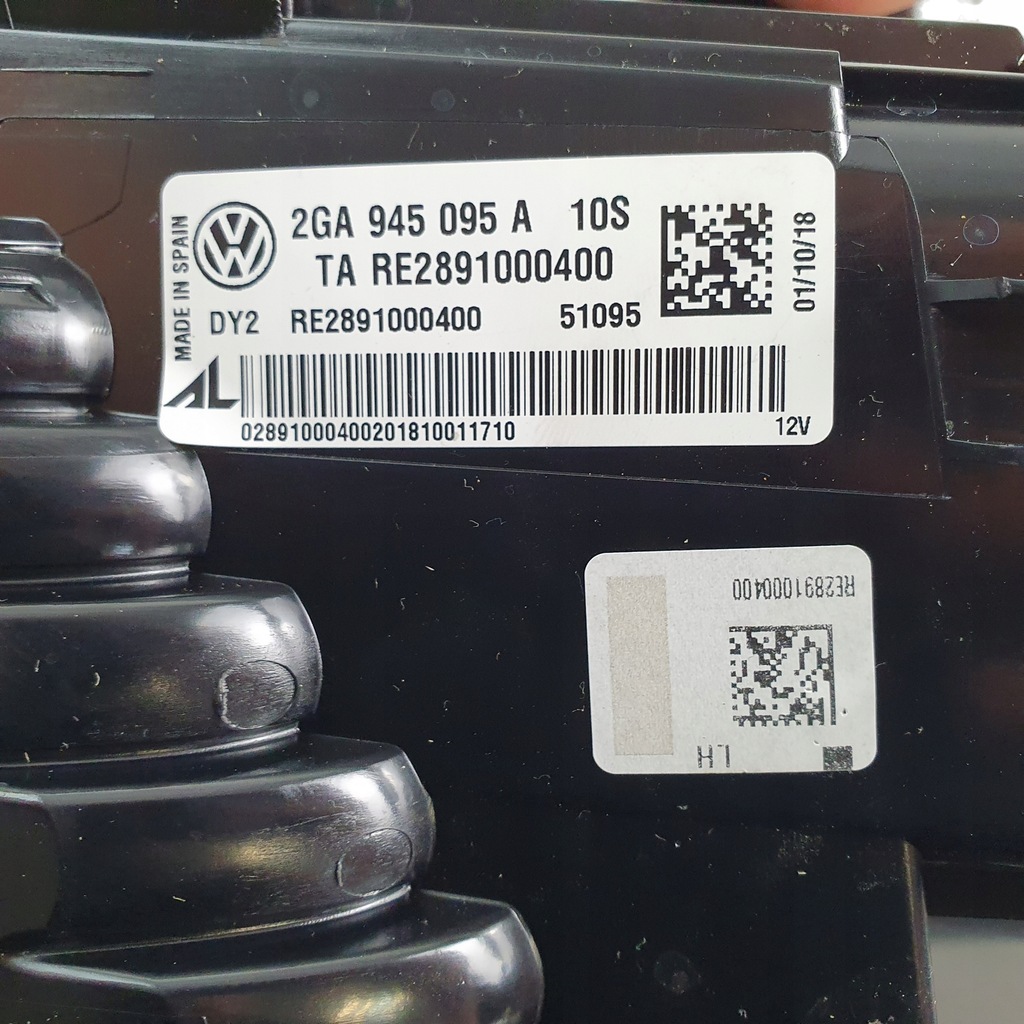 MADE IN SPAIN
2GA 945 095 A 10S
TA RE2891000400
DY2 RE2891000400 51095
01/10/18
AL
02891000400201810011710
12V
RE2891000400
LH